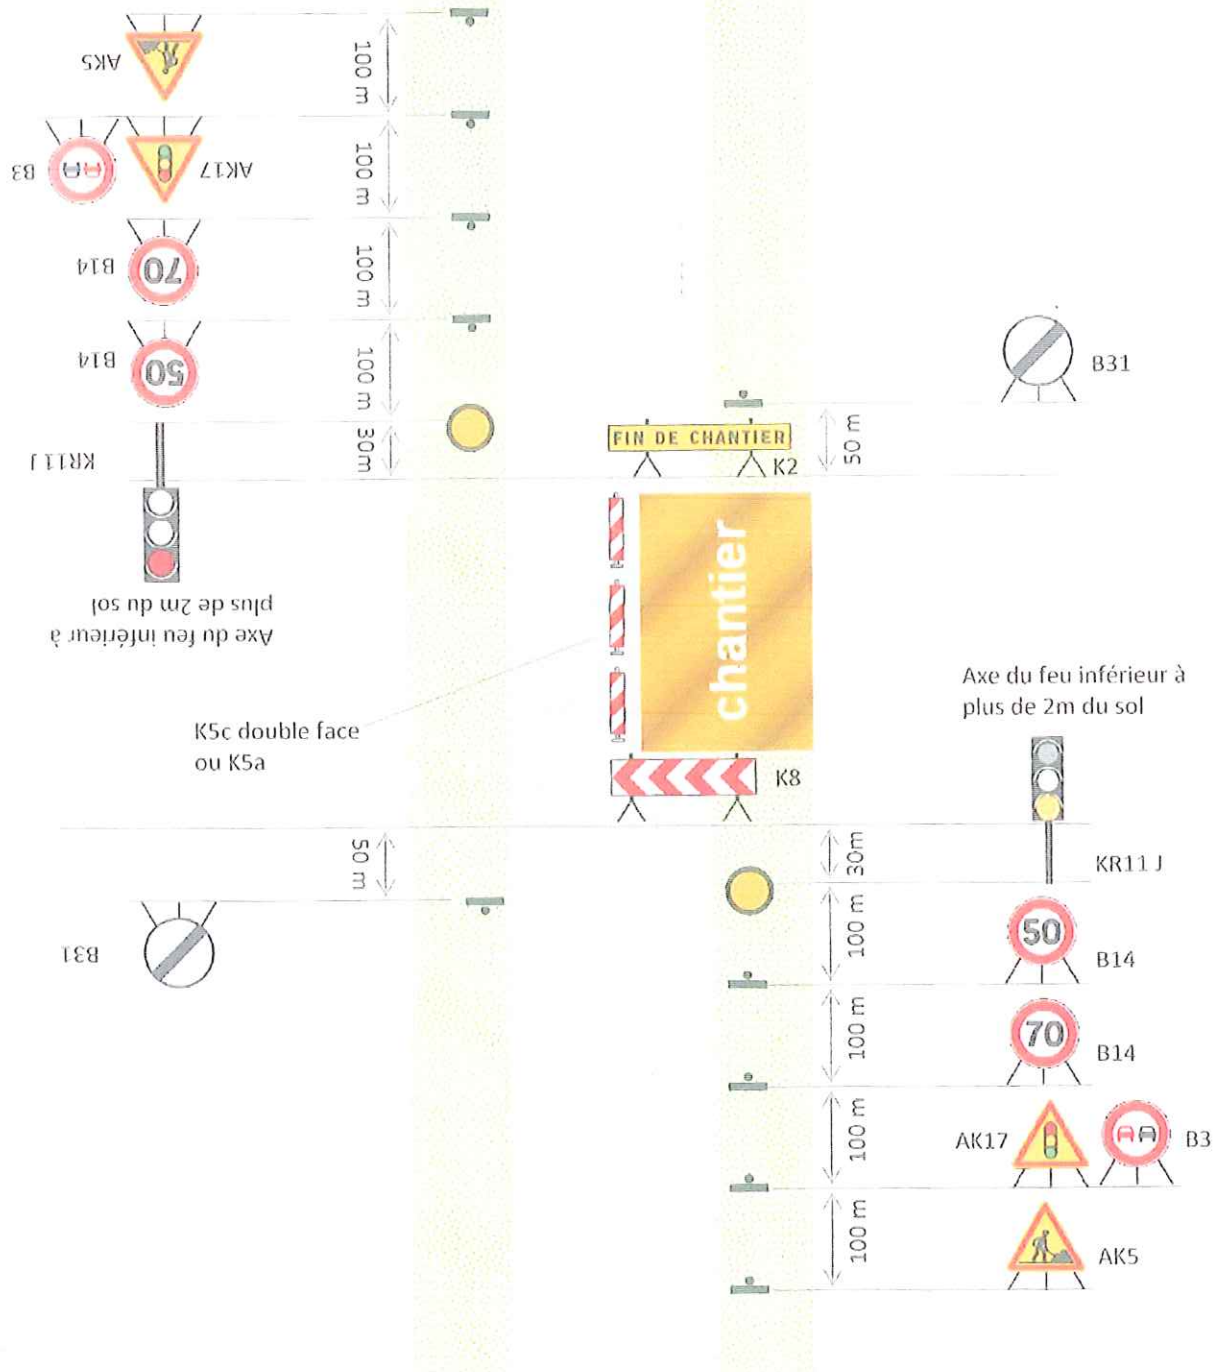 AK5
100 m
B3
AK17
100 m
B14
70
100 m
B14
50
100 m
B31
KR11 J
30m
FIN DE CHANTIER
K2
50 m
Axe du feu inférieur à
plus de 2m du sol
chantier
K5c double face
ou K5a
Axe du feu inférieur à
plus de 2m du sol
K8
50 m
30m
KR11 J
B31
100 m
50
B14
100 m
70
B14
100 m
AK17
B3
100 m
AK5